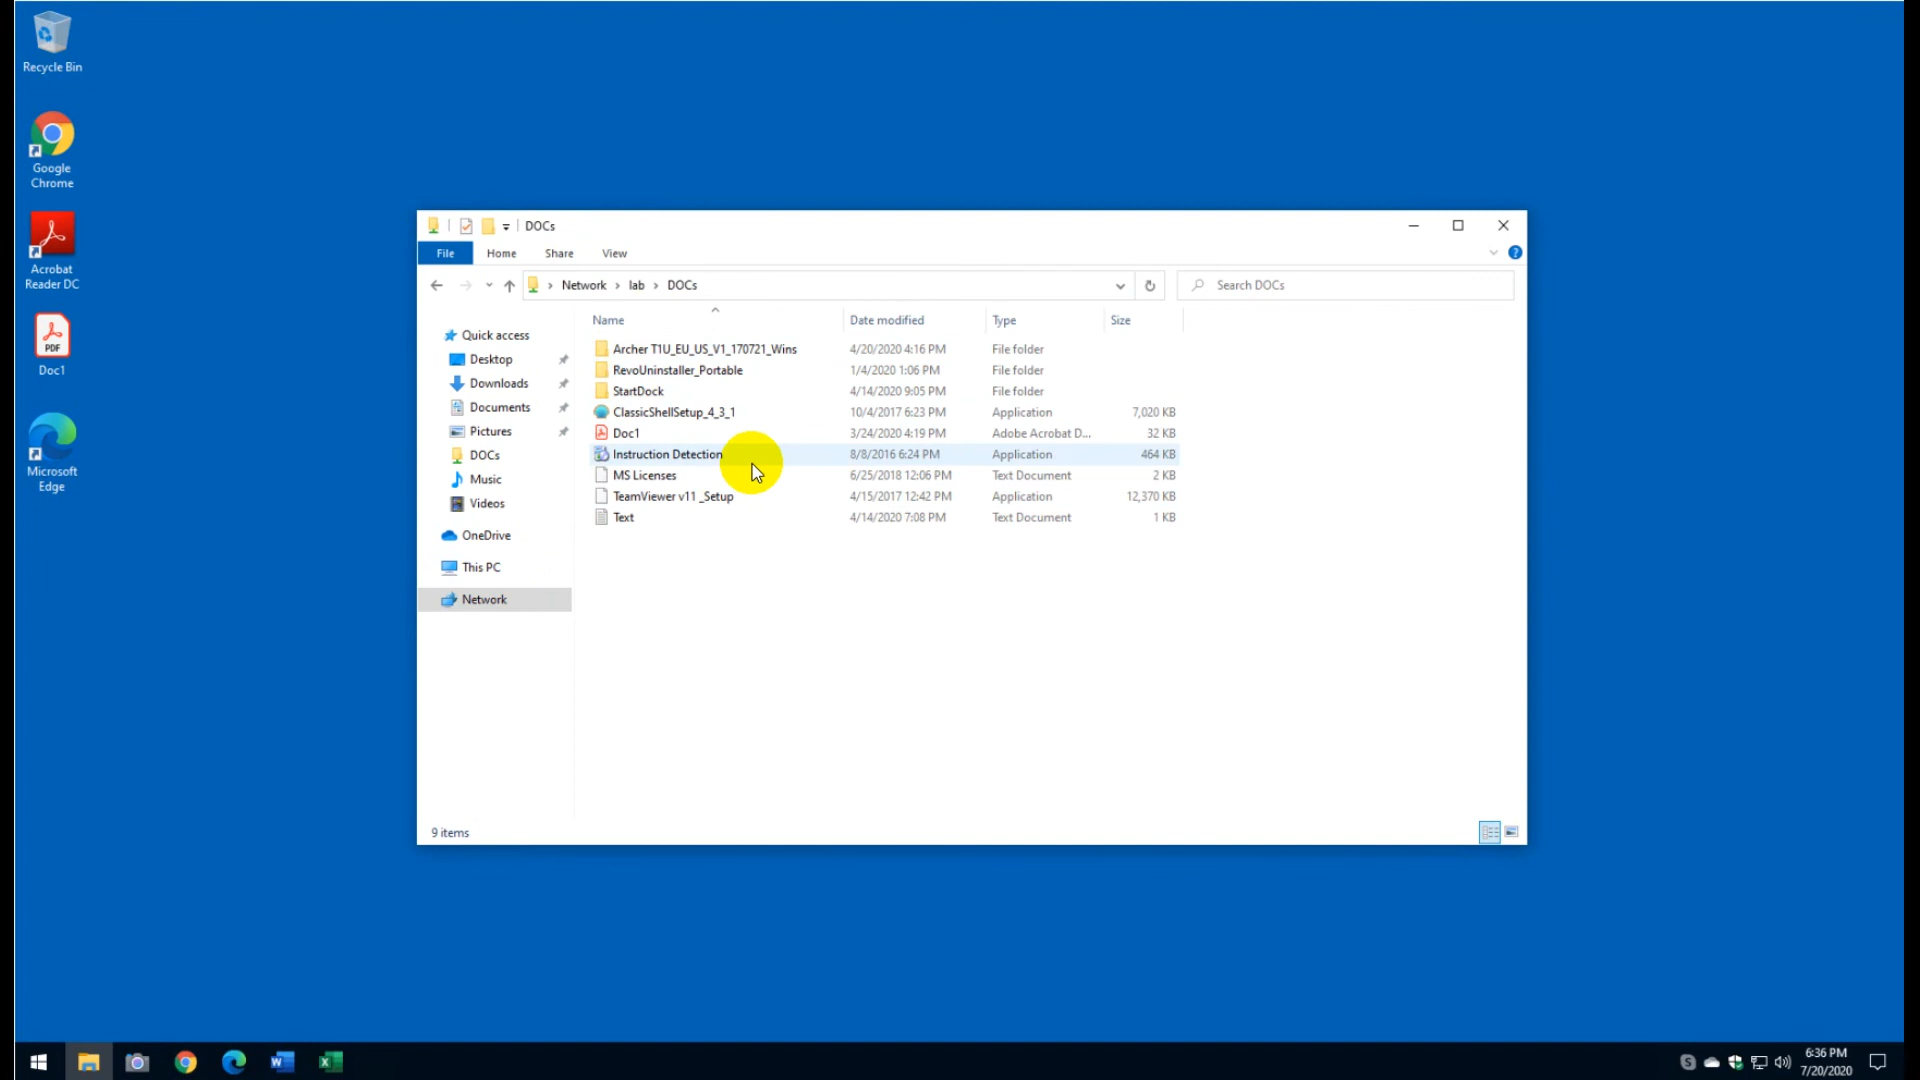 Recycle Bin
Google
Chrome
Acrobat
Reader DC
PDF
Doc1
Microsoft
Edge
DOCs
File Home Share View
Network › lab › DOCs
Search DOCs
Name Date modified Type Size
Quick access
Desktop
Downloads
Documents
Pictures
DOCs
Music
Videos
OneDrive
This PC
Network
Archer T1U_EU_US_V1_170721_Wins 4/20/2020 4:16 PM File folder
RevoUninstaller_Portable 1/4/2020 1:06 PM File folder
StartDock 4/14/2020 9:05 PM File folder
ClassicShellSetup_4_3_1 10/4/2017 6:23 PM Application 7,020 KB
Doc1 3/24/2020 4:19 PM Adobe Acrobat D... 32 KB
Instruction Detection 8/8/2016 6:24 PM Application 464 KB
MS Licenses 6/25/2018 12:06 PM Text Document 2 KB
TeamViewer v11 _Setup 4/15/2017 12:42 PM Application 12,370 KB
Text 4/14/2020 7:08 PM Text Document 1 KB
9 items
6:36 PM
7/20/2020